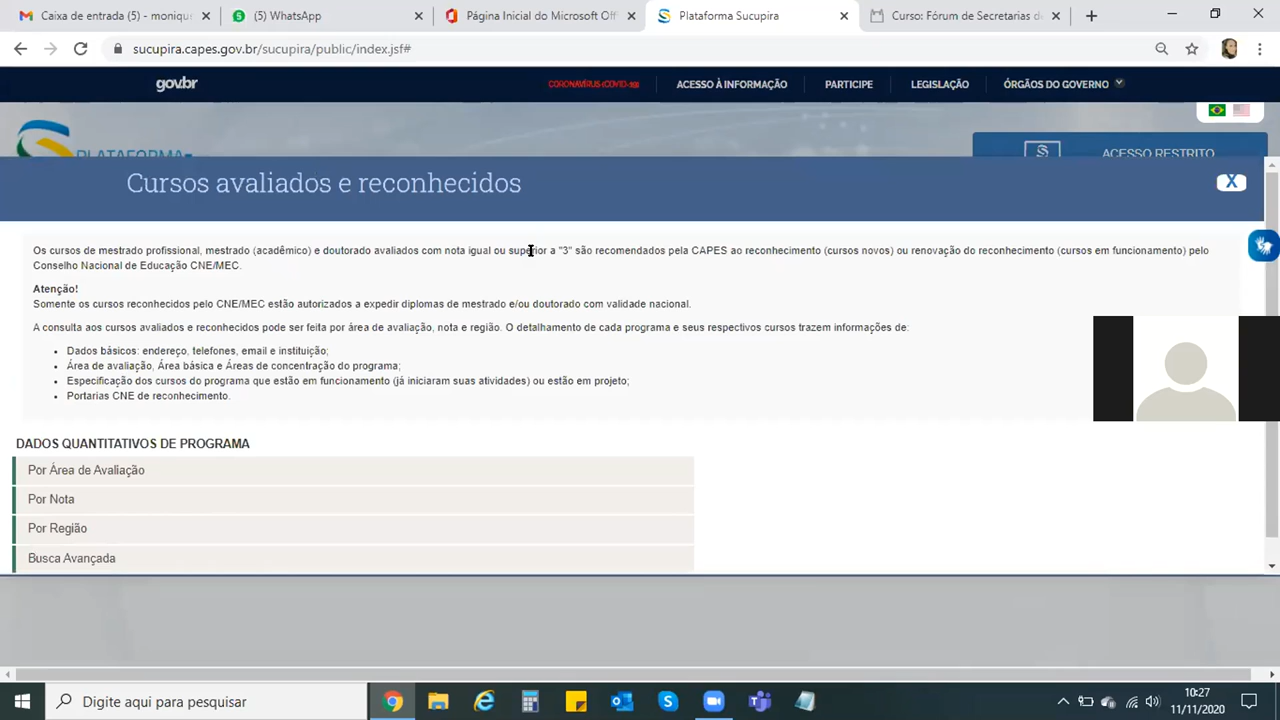 Caixa de entrada (5) - monique
(5) WhatsApp
Página Inicial do Microsoft Off
Plataforma Sucupira
Curso: Fórum de Secretarias de
sucupira.capes.gov.br/sucupira/public/index.jsf#
gov.br
CORONAVÍRUS (COVID-19)
ACESSO À INFORMAÇÃO
PARTICIPE
LEGISLAÇÃO
ÓRGÃOS DO GOVERNO
PLATAFORMA
ACESSO RESTRITO
Cursos avaliados e reconhecidos
X
Os cursos de mestrado profissional, mestrado (acadêmico) e doutorado avaliados com nota igual ou superior a "3" são recomendados pela CAPES ao reconhecimento (cursos novos) ou renovação do reconhecimento (cursos em funcionamento) pelo
Conselho Nacional de Educação CNE/MEC.
Atenção!
Somente os cursos reconhecidos pelo CNE/MEC estão autorizados a expedir diplomas de mestrado e/ou doutorado com validade nacional.
A consulta aos cursos avaliados e reconhecidos pode ser feita por área de avaliação, nota e região. O detalhamento de cada programa e seus respectivos cursos trazem informações de:
• Dados básicos: endereço, telefones, email e instituição;
• Área de avaliação, Área básica e Áreas de concentração do programa;
• Especificação dos cursos do programa que estão em funcionamento (já iniciaram suas atividades) ou estão em projeto;
• Portarias CNE de reconhecimento.
DADOS QUANTITATIVOS DE PROGRAMA
Por Área de Avaliação
Por Nota
Por Região
Busca Avançada
Digite aqui para pesquisar
10:27
11/11/2020